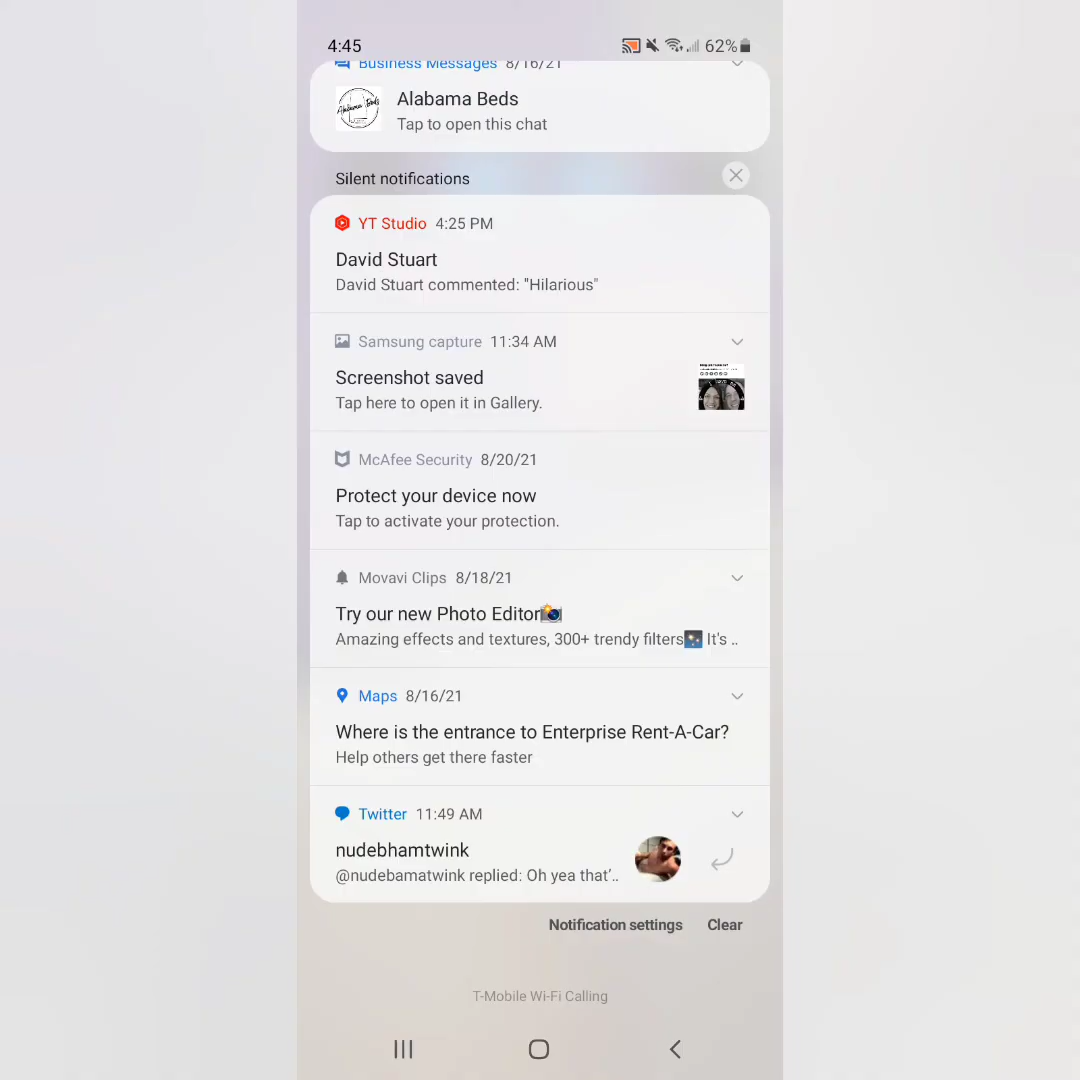 4:45
62%
Business Messages 8/16/21
Alabama Beds
Alabama Beds
Tap to open this chat
Silent notifications
YT Studio 4:25 PM
David Stuart
David Stuart commented: "Hilarious"
Samsung capture 11:34 AM
Screenshot saved
Tap here to open it in Gallery.
McAfee Security 8/20/21
Protect your device now
Tap to activate your protection.
Movavi Clips 8/18/21
Try our new Photo Editor📸
Amazing effects and textures, 300+ trendy filters🎆 It's ..
Maps 8/16/21
Where is the entrance to Enterprise Rent-A-Car?
Help others get there faster
Twitter 11:49 AM
nudebhamtwink
@nudebamatwink replied: Oh yea that'..
Notification settings Clear
T-Mobile Wi-Fi Calling